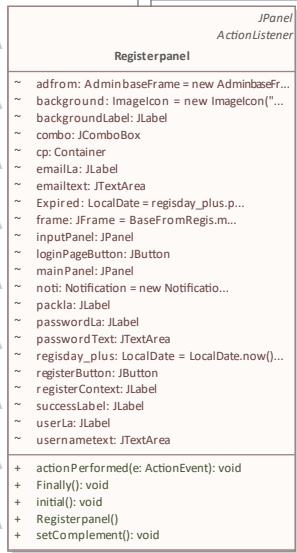 JPanel
ActionListener
Registerpanel
~ adfrom: AdminbaseFrame = new AdminbaseFr...
~ background: ImageIcon = new ImageIcon("...
~ backgroundLabel: JLabel
~ combo: JComboBox
~ cp: Container
~ emailLa: JLabel
~ emailtext: JTextArea
~ Expired: LocalDate = regisday_plus.p...
~ frame: JFrame = BaseFromRegis.m...
~ inputPanel: JPanel
~ loginPageButton: JButton
~ mainPanel: JPanel
~ noti: Notification = new Notificatio...
~ packla: JLabel
~ passwordLa: JLabel
~ passwordText: JTextArea
~ regisday_plus: LocalDate = LocalDate.now()...
~ registerButton: JButton
~ registerContext: JLabel
~ successLabel: JLabel
~ userLa: JLabel
~ usernametext: JTextArea
+ actionPerformed(e: ActionEvent): void
+ Finally(): void
+ initial(): void
+ Registerpanel()
+ setComplement(): void